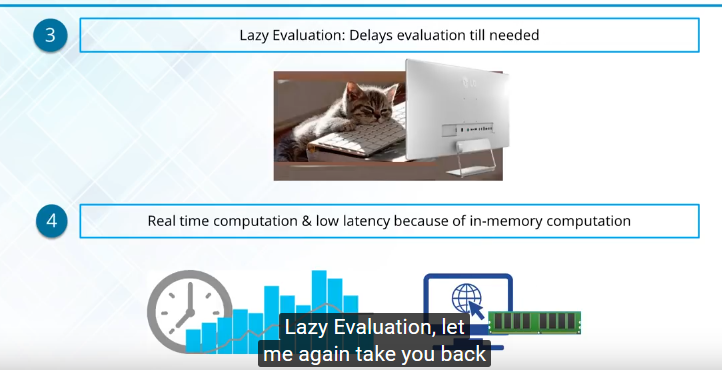 3
Lazy Evaluation: Delays evaluation till needed
4
Real time computation & low latency because of in-memory computation
Lazy Evaluation, let
me again take you back